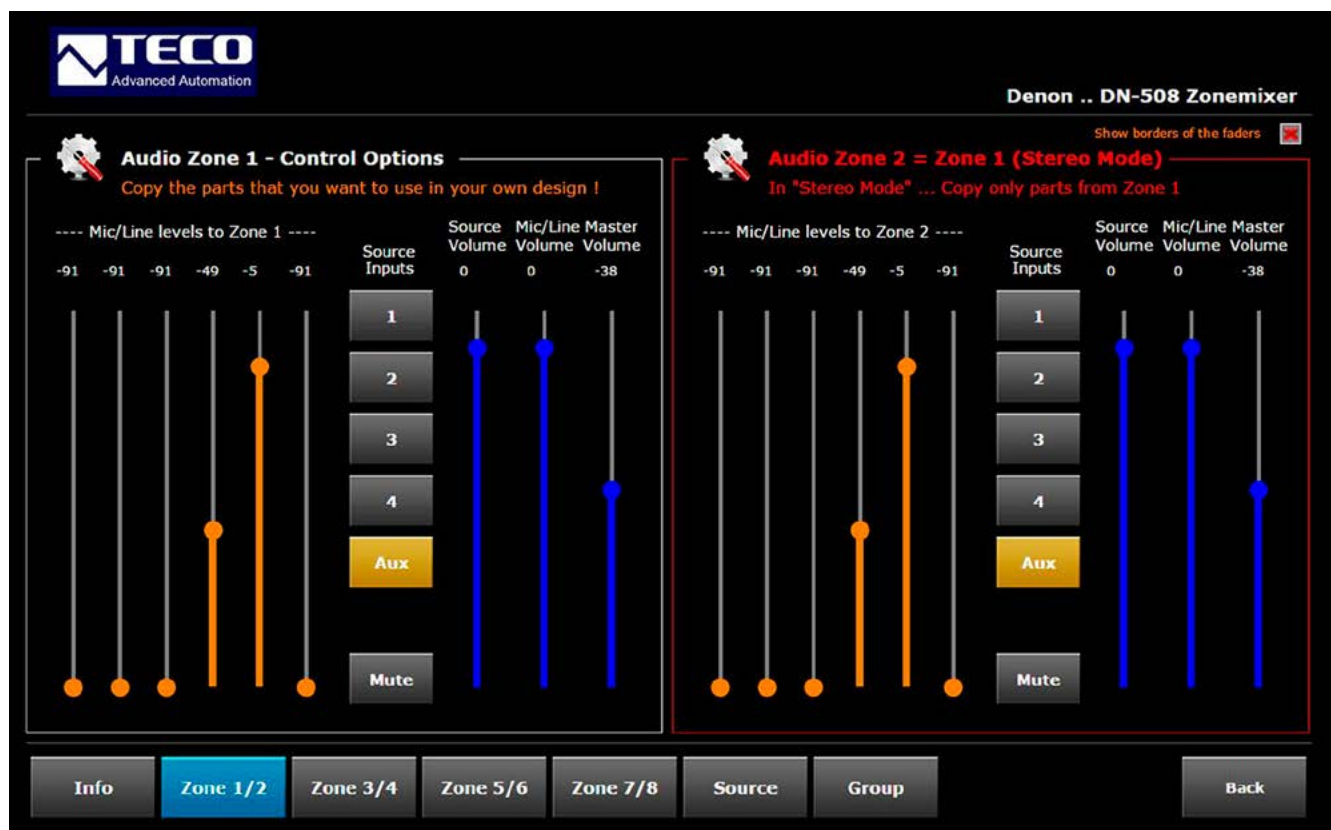 TECO
Advanced Automation
Denon .. DN-508 Zonemixer
Show borders of the faders
Audio Zone 1 - Control Options
Copy the parts that you want to use in your own design !
---- Mic/Line levels to Zone 1 ----
-91 -91 -91 -49 -5 -91
Source
Inputs
1
2
3
4
Aux
Mute
Source Mic/Line Master
Volume Volume Volume
0 0 -38
Audio Zone 2 = Zone 1 (Stereo Mode)
In "Stereo Mode" ... Copy only parts from Zone 1
---- Mic/Line levels to Zone 2 ----
-91 -91 -91 -49 -5 -91
Source
Inputs
1
2
3
4
Aux
Mute
Source Mic/Line Master
Volume Volume Volume
0 0 -38
Info Zone 1/2 Zone 3/4 Zone 5/6 Zone 7/8 Source Group Back